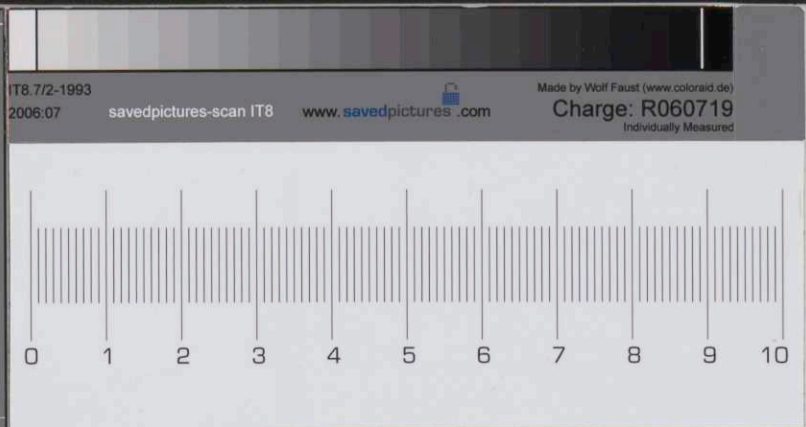 IT8.7/2-1993
2006:07
savedpictures-scan IT8
www.savedpictures.com
Made by Wolf Faust (www.coloraid.de)
Charge: R060719
Individually Measured
0 1 2 3 4 5 6 7 8 9 10